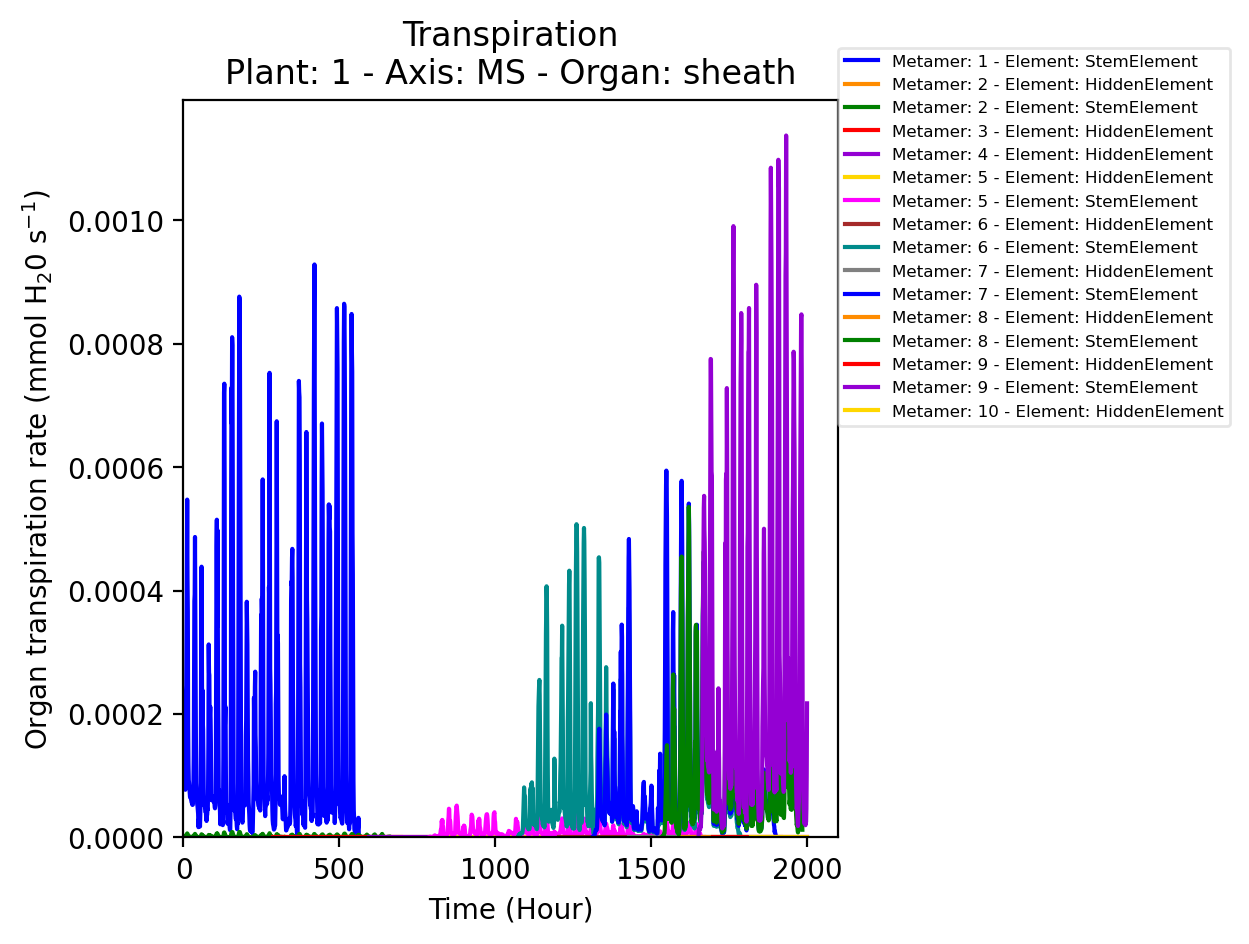 Transpiration
Plant: 1 - Axis: MS - Organ: sheath
Organ transpiration rate (mmol H₂0 s⁻¹)
0.0010
0.0008
0.0006
0.0004
0.0002
0.0000
0
500
1000
1500
2000
Time (Hour)
Metamer: 1 - Element: StemElement
Metamer: 2 - Element: HiddenElement
Metamer: 2 - Element: StemElement
Metamer: 3 - Element: HiddenElement
Metamer: 4 - Element: HiddenElement
Metamer: 5 - Element: HiddenElement
Metamer: 5 - Element: StemElement
Metamer: 6 - Element: HiddenElement
Metamer: 6 - Element: StemElement
Metamer: 7 - Element: HiddenElement
Metamer: 7 - Element: StemElement
Metamer: 8 - Element: HiddenElement
Metamer: 8 - Element: StemElement
Metamer: 9 - Element: HiddenElement
Metamer: 9 - Element: StemElement
Metamer: 10 - Element: HiddenElement